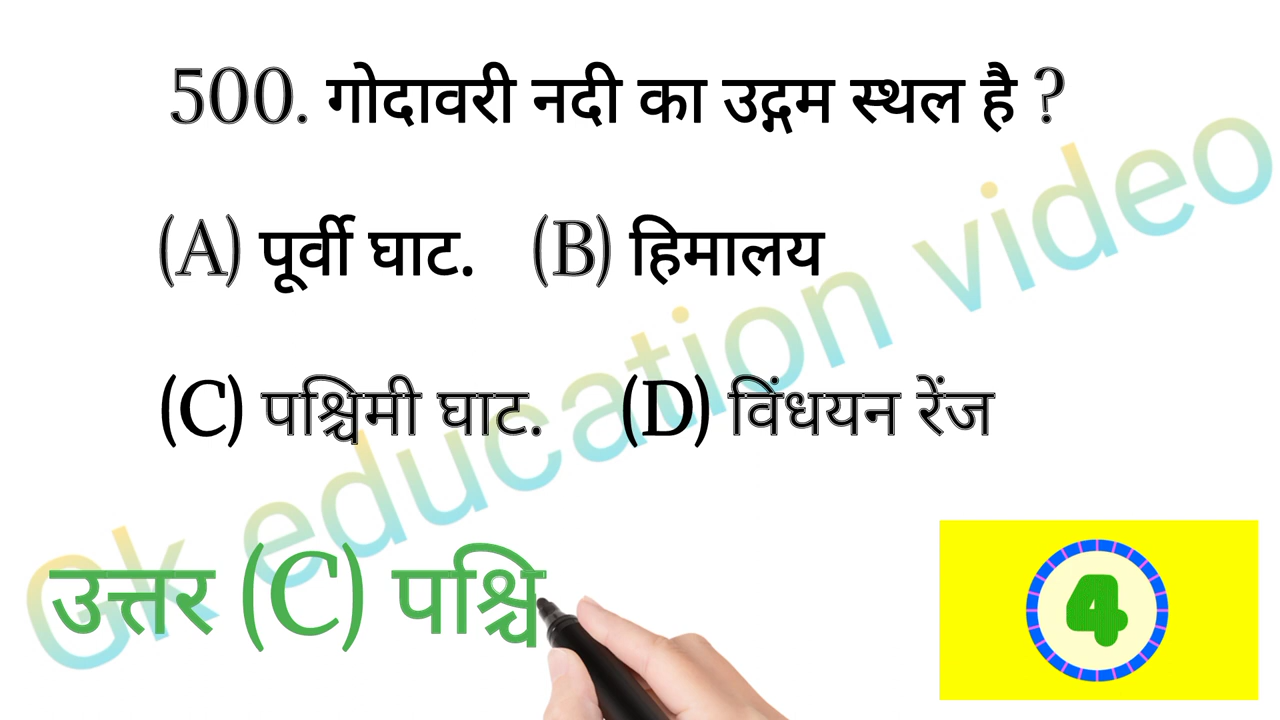 500. गोदावरी नदी का उद्गम स्थल है ?
(A) पूर्वी घाट. (B) हिमालय
(C) पश्चिमी घाट. (D) विंधयन रेंज
उत्तर (C) पश्चि
4
Gk education video